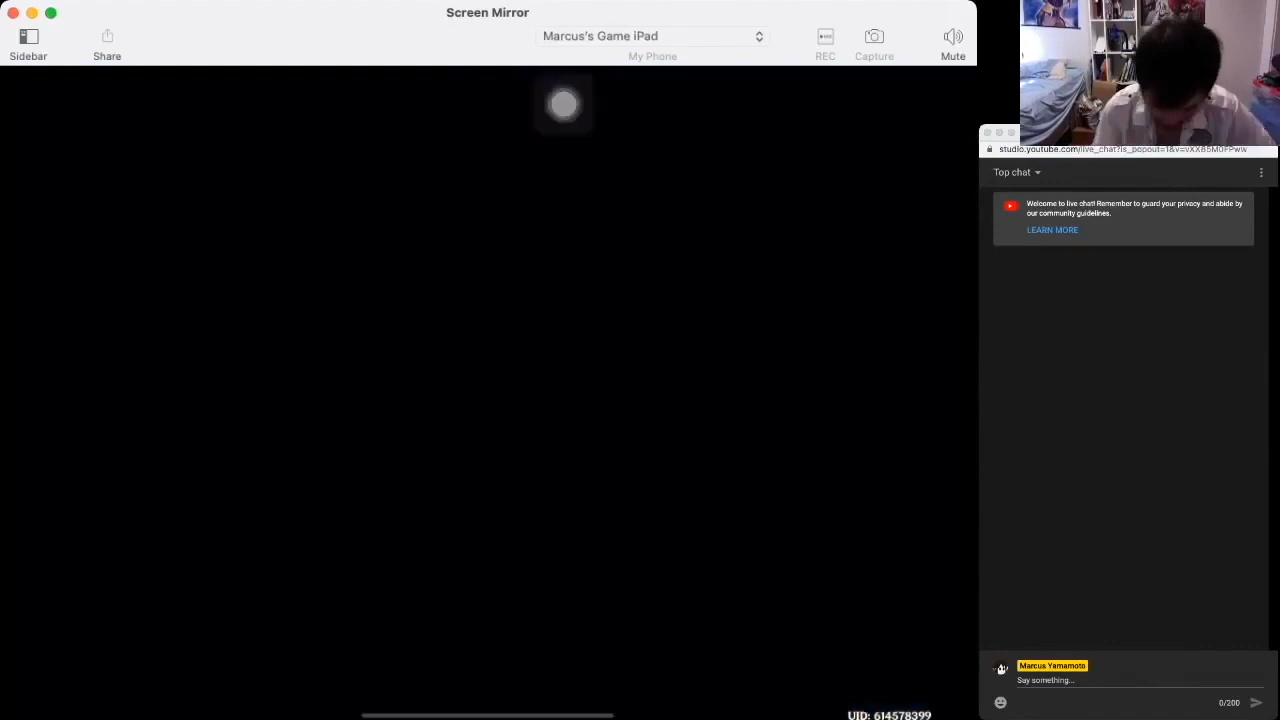 Screen Mirror
Marcus's Game iPad
Sidebar
Share
My Phone
REC
Capture
Mute
studio.youtube.com/live_chat?is_popout=1&v=vXX85M0FPww
Top chat
Welcome to live chat! Remember to guard your privacy and abide by
our community guidelines.
LEARN MORE
Marcus Yamamoto
Say something...
0/200
UID: 614578399